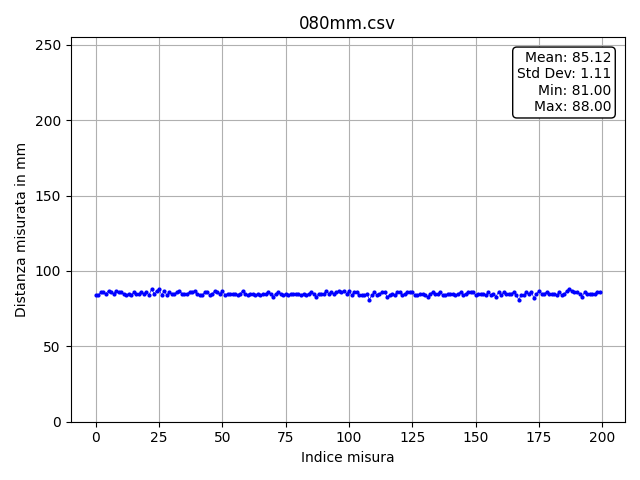 080mm.csv
Mean: 85.12
Std Dev: 1.11
Min: 81.00
Max: 88.00
Distanza misurata in mm
250
200
150
100
50
0
0 25 50 75 100 125 150 175 200
Indice misura